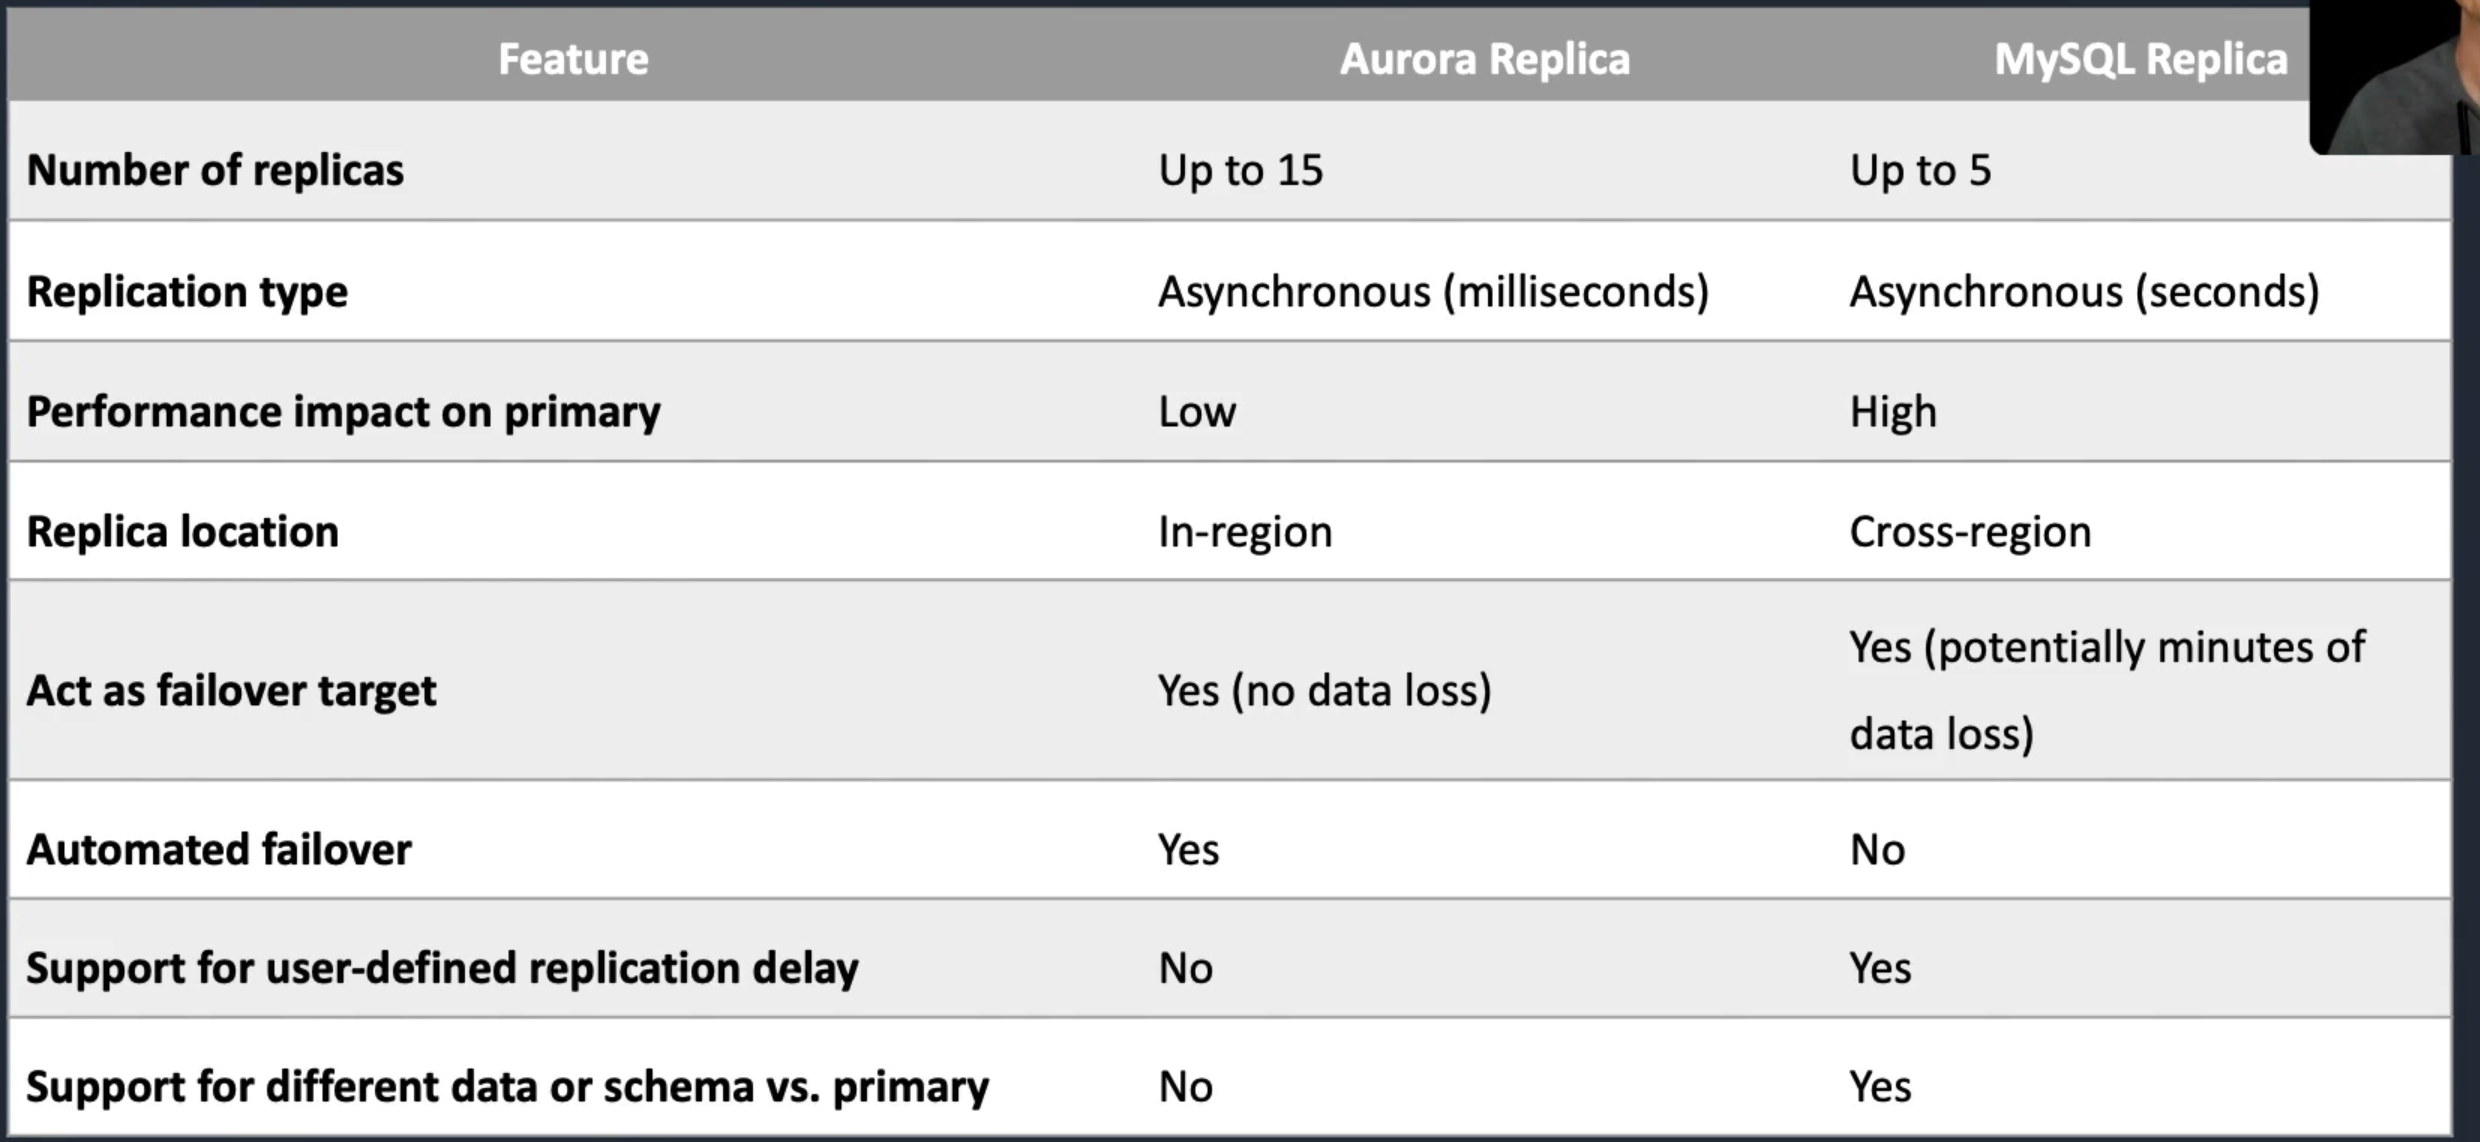 Feature Aurora Replica MySQL Replica
Number of replicas Up to 15 Up to 5
Replication type Asynchronous (milliseconds) Asynchronous (seconds)
Performance impact on primary Low High
Replica location In-region Cross-region
Act as failover target Yes (no data loss) Yes (potentially minutes of
data loss)
Automated failover Yes No
Support for user-defined replication delay No Yes
Support for different data or schema vs. primary No Yes